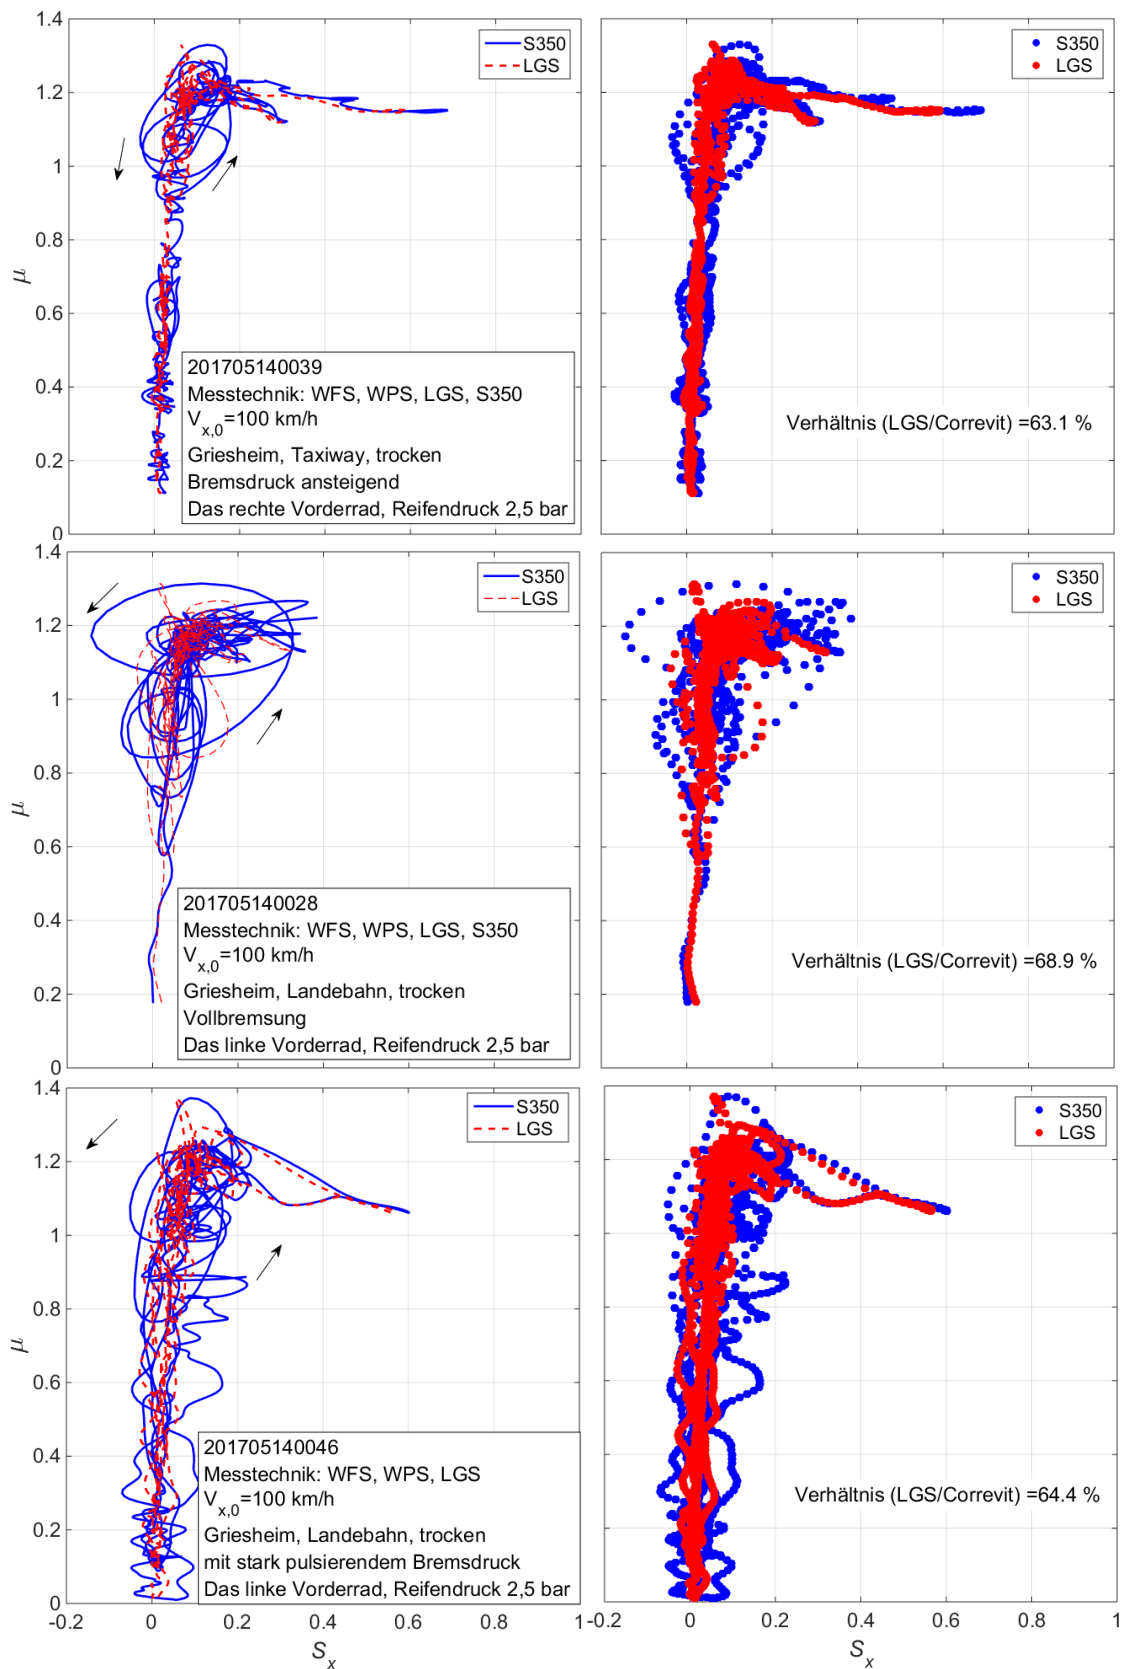 1.4
1.2
1
0.8
0.6
0.4
0.2
0
μ
S350
LGS
201705140039
Messtechnik: WFS, WPS, LGS, S350
Vx,0=100 km/h
Griesheim, Taxiway, trocken
Bremsdruck ansteigend
Das rechte Vorderrad, Reifendruck 2,5 bar
S350
LGS
Verhältnis (LGS/Correvit) =63.1 %
1.4
1.2
1
0.8
0.6
0.4
0.2
0
μ
S350
LGS
201705140028
Messtechnik: WFS, WPS, LGS, S350
Vx,0=100 km/h
Griesheim, Landebahn, trocken
Vollbremsung
Das linke Vorderrad, Reifendruck 2,5 bar
S350
LGS
Verhältnis (LGS/Correvit) =68.9 %
1.4
1.2
1
0.8
0.6
0.4
0.2
0
μ
S350
LGS
201705140046
Messtechnik: WFS, WPS, LGS
Vx,0=100 km/h
Griesheim, Landebahn, trocken
mit stark pulsierendem Bremsdruck
Das linke Vorderrad, Reifendruck 2,5 bar
-0.2 0 0.2 0.4 0.6 0.8 1
Sx
S350
LGS
Verhältnis (LGS/Correvit) =64.4 %
-0.2 0 0.2 0.4 0.6 0.8 1
Sx